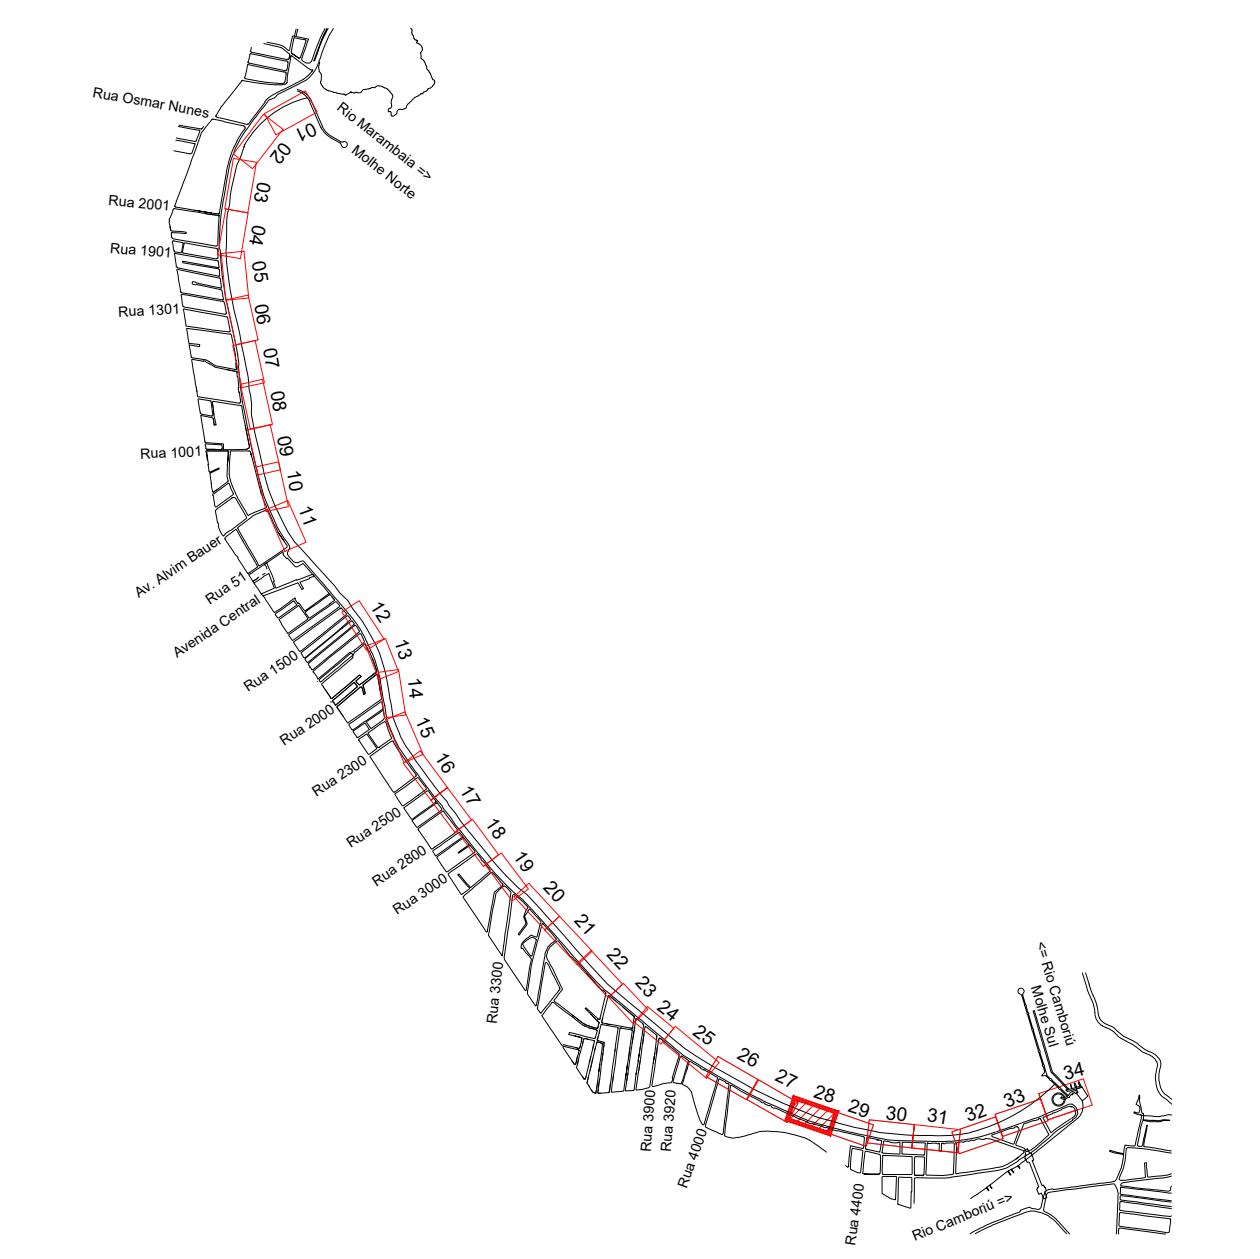 Rua Osmar Nunes
Rio Marambaia =>
Molhe Norte
01
02
03
Rua 2001
04
Rua 1901
05
Rua 1301
06
07
08
Rua 1001
09
10
11
Av. Alvim Bauer
Rua 51
Avenida Central
12
Rua 1500
13
14
Rua 2000
15
Rua 2300
16
17
Rua 2500
18
Rua 2800
19
Rua 3000
20
21
Rua 3300
22
23
24
25
26
27
28
29
30
31
32
33
34
<= Rio Camboriú
Molhe Sul
Rua 3900
Rua 3920
Rua 4000
Rua 4400
Rio Camboriú =>